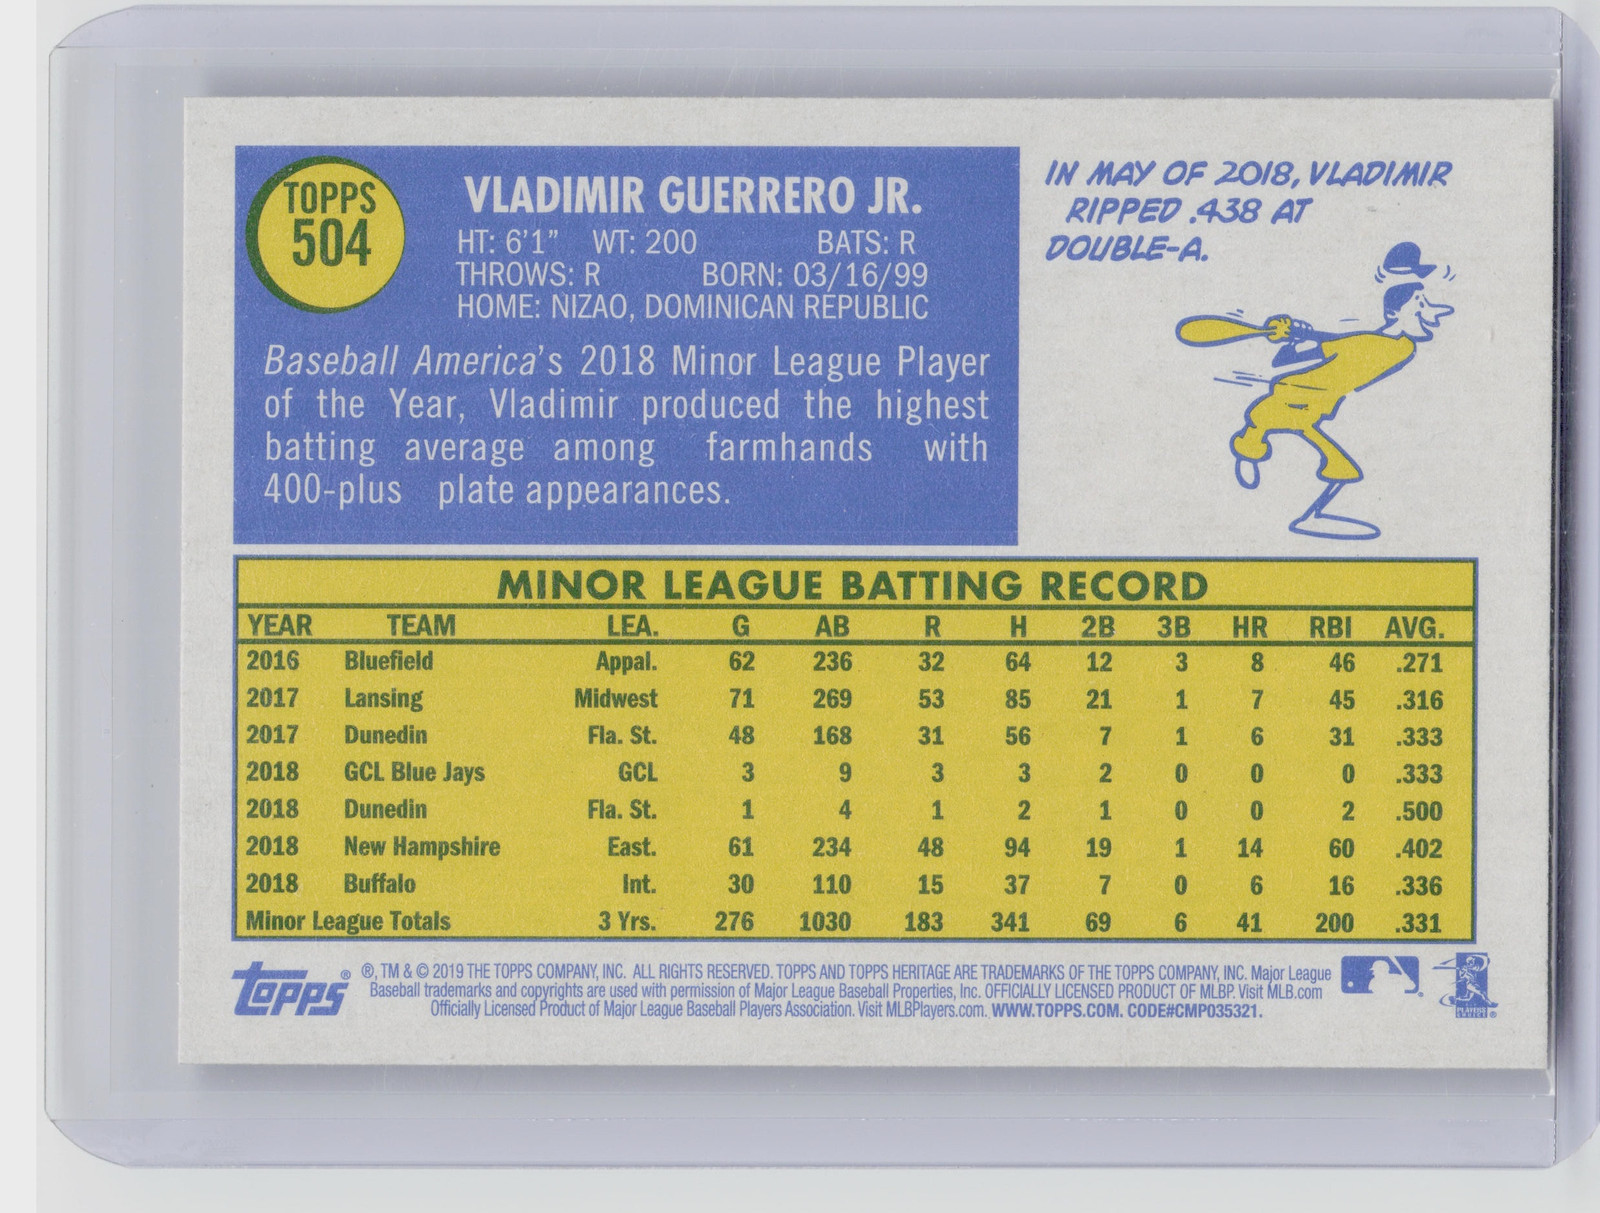 TOPPS
504
VLADIMIR GUERRERO JR.
HT: 6'1" WT: 200 BATS: R
THROWS: R BORN: 03/16/99
HOME: NIZAO, DOMINICAN REPUBLIC
Baseball America's 2018 Minor League Player
of the Year, Vladimir produced the highest
batting average among farmhands with
400-plus plate appearances.
IN MAY OF 2018, VLADIMIR
RIPPED .438 AT
DOUBLE-A.
MINOR LEAGUE BATTING RECORD
YEAR TEAM LEA. G AB R H 2B 3B HR RBI AVG.
2016 Bluefield Appal. 62 236 32 64 12 3 8 46 .271
2017 Lansing Midwest 71 269 53 85 21 1 7 45 .316
2017 Dunedin Fla. St. 48 168 31 56 7 1 6 31 .333
2018 GCL Blue Jays GCL 3 9 3 3 2 0 0 0 .333
2018 Dunedin Fla. St. 1 4 1 2 1 0 0 2 .500
2018 New Hampshire East. 61 234 48 94 19 1 14 60 .402
2018 Buffalo Int. 30 110 15 37 7 0 6 16 .336
Minor League Totals 3 Yrs. 276 1030 183 341 69 6 41 200 .331
Topps ® ®, TM & © 2019 THE TOPPS COMPANY, INC. ALL RIGHTS RESERVED. TOPPS AND TOPPS HERITAGE ARE TRADEMARKS OF THE TOPPS COMPANY, INC. Major League
Baseball trademarks and copyrights are used with permission of Major League Baseball Properties, Inc. OFFICIALLY LICENSED PRODUCT OF MLBP. Visit MLB.com
Officially Licensed Product of Major League Baseball Players Association. Visit MLBPlayers.com. WWW.TOPPS.COM. CODE#CMP035321.
PLAYERS
CHOICE ®